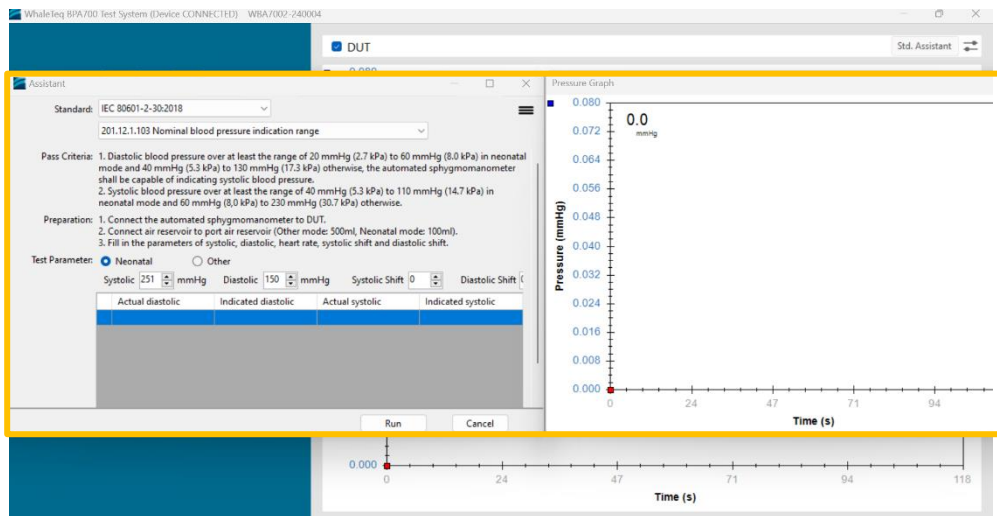 WhaleTeq BPA700 Test System (Device CONNECTED) WBA7002-240004
DUT
Std. Assistant
Assistant
Standard: IEC 80601-2-30:2018
201.12.1.103 Nominal blood pressure indication range
Pass Criteria: 1. Diastolic blood pressure over at least the range of 20 mmHg (2.7 kPa) to 60 mmHg (8.0 kPa) in neonatal
mode and 40 mmHg (5.3 kPa) to 130 mmHg (17.3 kPa) otherwise, the automated sphygmomanometer
shall be capable of indicating systolic blood pressure.
2. Systolic blood pressure over at least the range of 40 mmHg (5.3 kPa) to 110 mmHg (14.7 kPa) in
neonatal mode and 60 mmHg (8,0 kPa) to 230 mmHg (30.7 kPa) otherwise.
Preparation: 1. Connect the automated sphygmomanometer to DUT.
2. Connect air reservoir to port air reservoir (Other mode: 500ml, Neonatal mode: 100ml).
3. Fill in the parameters of systolic, diastolic, heart rate, systolic shift and diastolic shift.
Test Parameter: Neonatal Other
Systolic 251 mmHg Diastolic 150 mmHg Systolic Shift 0 Diastolic Shift
Actual diastolic Indicated diastolic Actual systolic Indicated systolic
Run Cancel
Pressure Graph
0.080
0.0
mmHg
0.072
0.064
0.056
0.048
0.040
0.032
0.024
0.016
0.008
0.000
Pressure (mmHg)
0 24 47 71 94
Time (s)
0.000
0 24 47 71 94 118
Time (s)